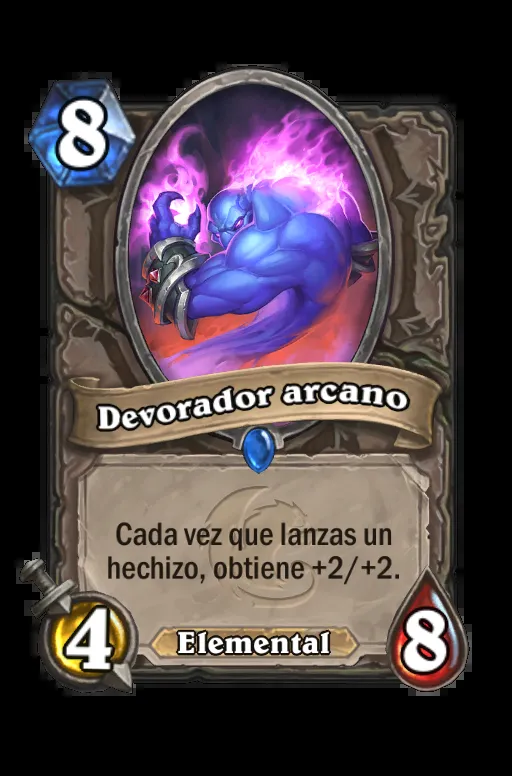 8
Devorador arcano
Cada vez que lanzas un
hechizo, obtiene +2/+2.
4
Elemental
8